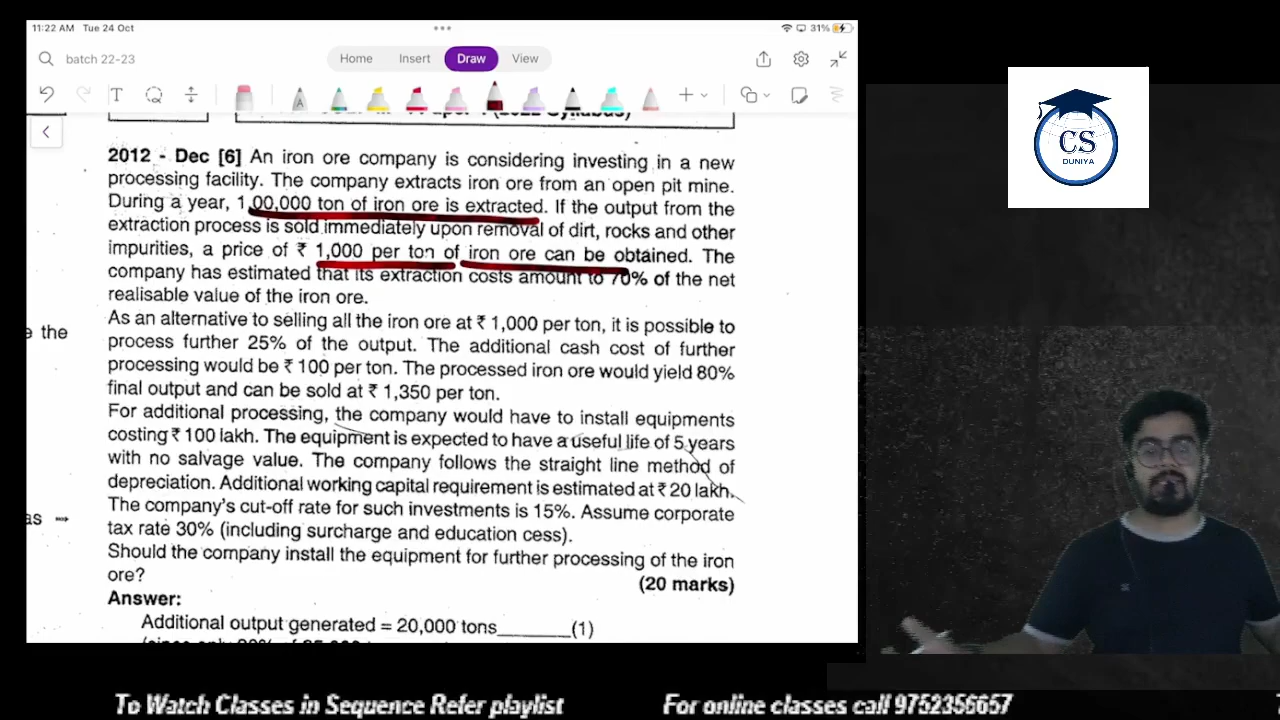 11:22 AM Tue 24 Oct
31%
batch 22-23
Home Insert Draw View
2012 - Dec [6] An iron ore company is considering investing in a new
processing facility. The company extracts iron ore from an open pit mine.
During a year, 1,00,000 ton of iron ore is extracted. If the output from the
extraction process is sold immediately upon removal of dirt, rocks and other
impurities, a price of ₹ 1,000 per ton of iron ore can be obtained. The
company has estimated that its extraction costs amount to 70% of the net
realisable value of the iron ore.
As an alternative to selling all the iron ore at ₹ 1,000 per ton, it is possible to
e the
process further 25% of the output. The additional cash cost of further
processing would be ₹ 100 per ton. The processed iron ore would yield 80%
final output and can be sold at ₹ 1,350 per ton.
For additional processing, the company would have to install equipments
costing ₹ 100 lakh. The equipment is expected to have a useful life of 5 years
with no salvage value. The company follows the straight line method of
depreciation. Additional working capital requirement is estimated at ₹ 20 lakh.
The company's cut-off rate for such investments is 15%. Assume corporate
as
tax rate 30% (including surcharge and education cess).
Should the company install the equipment for further processing of the iron
ore? (20 marks)
Answer:
Additional output generated = 20,000 tons______(1)
CS
DUNIYA
To Watch Classes in Sequence Refer playlist
For online classes call 9752356657